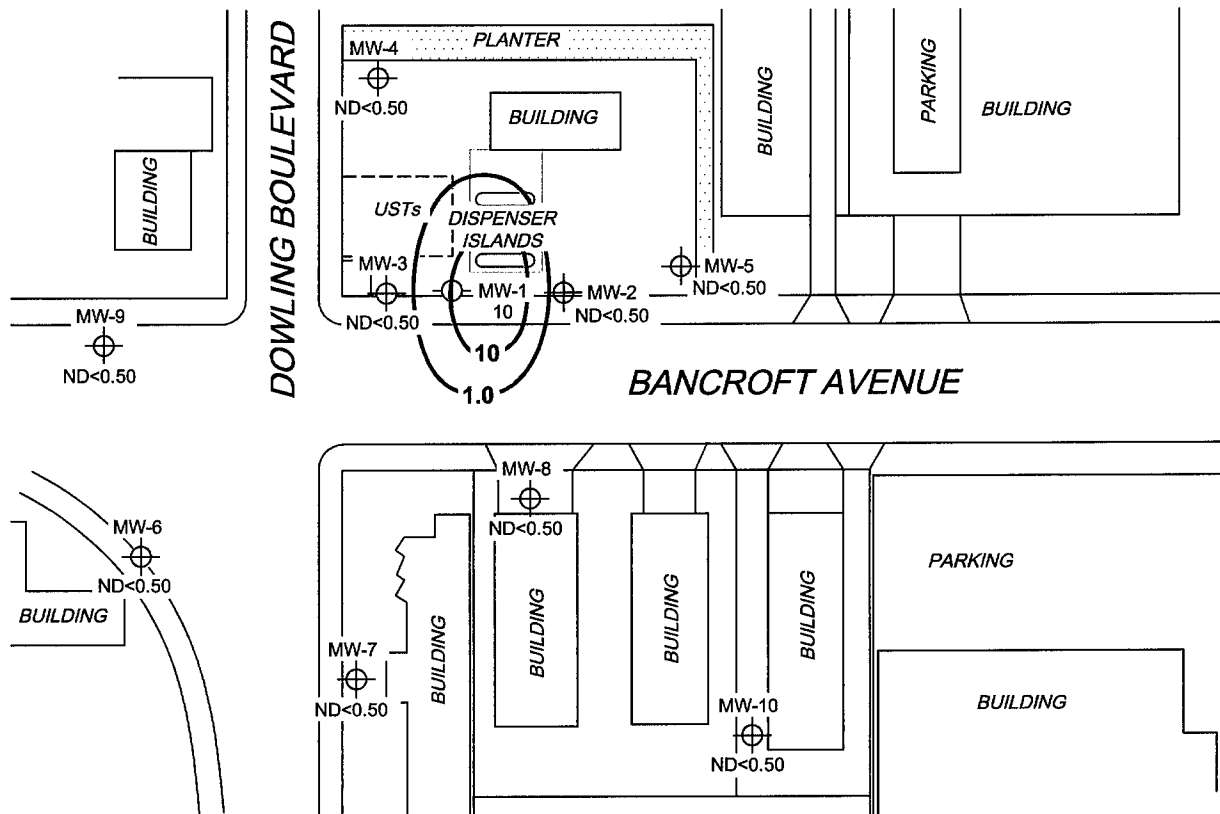 DOWLING BOULEVARD
PLANTER
MW-4
ND<0.50
BUILDING
BUILDING
PARKING
BUILDING
BUILDING
USTs
DISPENSER
ISLANDS
MW-3
ND<0.50
MW-1
10
MW-2
ND<0.50
MW-5
ND<0.50
10
1.0
MW-9
ND<0.50
BANCROFT AVENUE
MW-8
ND<0.50
MW-6
ND<0.50
BUILDING
MW-7
ND<0.50
BUILDING
BUILDING
BUILDING
BUILDING
MW-10
ND<0.50
PARKING
BUILDING